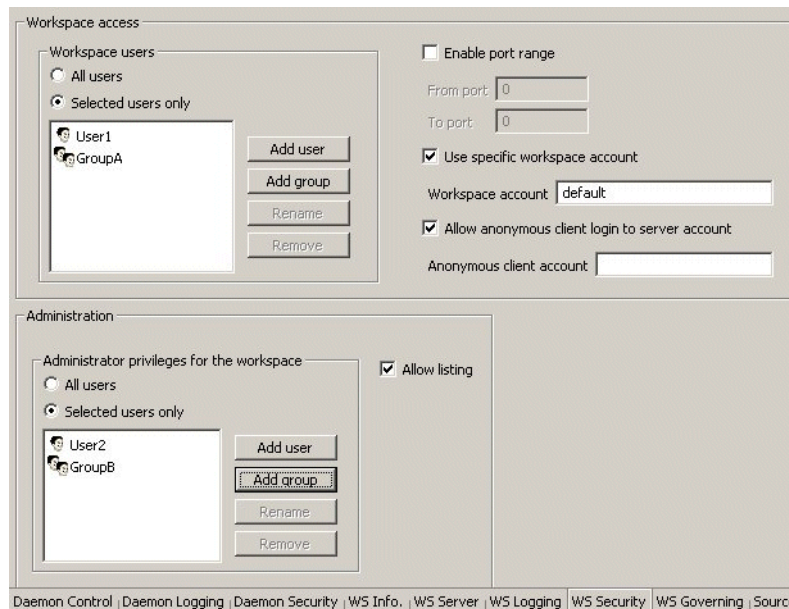 Workspace access
Workspace users
All users
Selected users only
User1
GroupA
Add user
Add group
Rename
Remove
Enable port range
From port 0
To port 0
Use specific workspace account
Workspace account default
Allow anonymous client login to server account
Anonymous client account
Administration
Administrator privileges for the workspace
All users
Selected users only
User2
GroupB
Add user
Add group
Rename
Remove
Allow listing
Daemon Control Daemon Logging Daemon Security WS Info. WS Server WS Logging WS Security WS Governing Sourc